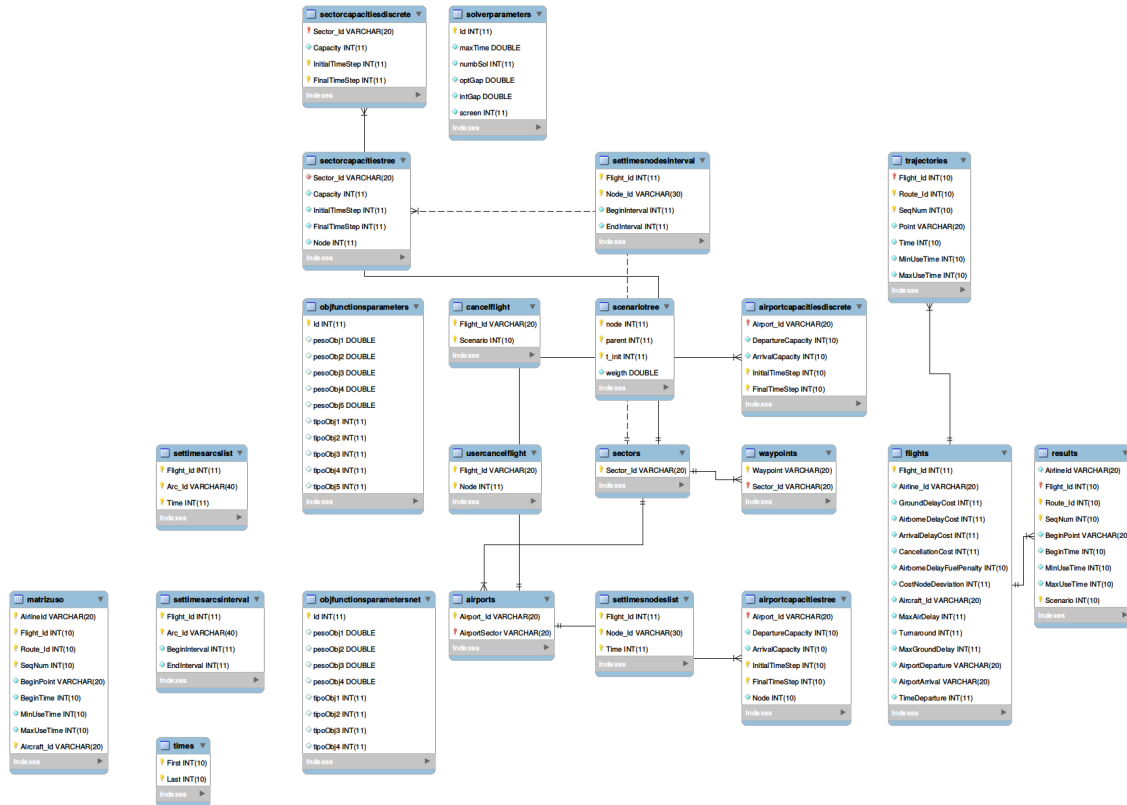 sectorcapacitiesdiscrete
Sector_Id VARCHAR(20)
Capacity INT(11)
InitialTimeStep INT(11)
FinalTimeStep INT(11)
Indexes
solverparameters
Id INT(11)
maxTime DOUBLE
numbSol INT(11)
optGap DOUBLE
intGap DOUBLE
screen INT(11)
Indexes
sectorcapacitiestree
Sector_Id VARCHAR(20)
Capacity INT(11)
InitialTimeStep INT(11)
FinalTimeStep INT(11)
Node INT(11)
Indexes
settimesnodesinterval
Flight_Id INT(11)
Node_Id VARCHAR(30)
BeginInterval INT(11)
EndInterval INT(11)
Indexes
trajectories
Flight_Id INT(10)
Route_Id INT(10)
SeqNum INT(10)
Point VARCHAR(20)
Time INT(10)
MinUseTime INT(10)
MaxUseTime INT(10)
Indexes
objfunctionsparameters
Id INT(11)
pesoObj1 DOUBLE
pesoObj2 DOUBLE
pesoObj3 DOUBLE
pesoObj4 DOUBLE
pesoObj5 DOUBLE
tipoObj1 INT(11)
tipoObj2 INT(11)
tipoObj3 INT(11)
tipoObj4 INT(11)
tipoObj5 INT(11)
Indexes
cancelflight
Flight_Id VARCHAR(20)
Scenario INT(10)
Indexes
scenariotree
node INT(11)
parent INT(11)
t_init INT(11)
weigth DOUBLE
Indexes
airportcapacitiesdiscrete
Airport_Id VARCHAR(20)
DepartureCapacity INT(10)
ArrivalCapacity INT(10)
InitialTimeStep INT(10)
FinalTimeStep INT(10)
Indexes
settimesarcslist
Flight_Id INT(11)
Arc_Id VARCHAR(40)
Time INT(11)
Indexes
usercancelflight
Flight_Id VARCHAR(20)
Node INT(11)
Indexes
sectors
Sector_Id VARCHAR(20)
Indexes
waypoints
Waypoint VARCHAR(20)
Sector_Id VARCHAR(20)
Indexes
flights
Flight_Id INT(11)
Airline_Id VARCHAR(20)
GroundDelayCost INT(11)
AirborneDelayCost INT(11)
ArrivalDelayCost INT(11)
CancellationCost INT(11)
AirborneDelayFuelPenalty INT(10)
CostNodeDesviation INT(11)
Aircraft_Id VARCHAR(20)
MaxAirDelay INT(11)
Turnaround INT(11)
MaxGroundDelay INT(11)
AirportDeparture VARCHAR(20)
AirportArrival VARCHAR(20)
TimeDeparture INT(11)
Indexes
results
AirlineId VARCHAR(20)
Flight_Id INT(10)
Route_Id INT(10)
SeqNum INT(10)
BeginPoint VARCHAR(20)
BeginTime INT(10)
MinUseTime INT(10)
MaxUseTime INT(10)
Scenario INT(10)
Indexes
matrizuso
AirlineId VARCHAR(20)
Flight_Id INT(10)
Route_Id INT(10)
SeqNum INT(10)
BeginPoint VARCHAR(20)
BeginTime INT(10)
MinUseTime INT(10)
MaxUseTime INT(10)
Aircraft_Id VARCHAR(20)
Indexes
settimesarcsinterval
Flight_Id INT(11)
Arc_Id VARCHAR(40)
BeginInterval INT(11)
EndInterval INT(11)
Indexes
objfunctionsparametersnet
Id INT(11)
pesoObj1 DOUBLE
pesoObj2 DOUBLE
pesoObj3 DOUBLE
pesoObj4 DOUBLE
tipoObj1 INT(11)
tipoObj2 INT(11)
tipoObj3 INT(11)
tipoObj4 INT(11)
Indexes
airports
Airport_Id VARCHAR(20)
AirportSector VARCHAR(20)
Indexes
settimesnodeslist
Flight_Id INT(11)
Node_Id VARCHAR(30)
Time INT(11)
Indexes
airportcapacitiestree
Airport_Id VARCHAR(20)
DepartureCapacity INT(10)
ArrivalCapacity INT(10)
InitialTimeStep INT(10)
FinalTimeStep INT(10)
Node INT(10)
Indexes
times
First INT(10)
Last INT(10)
Indexes